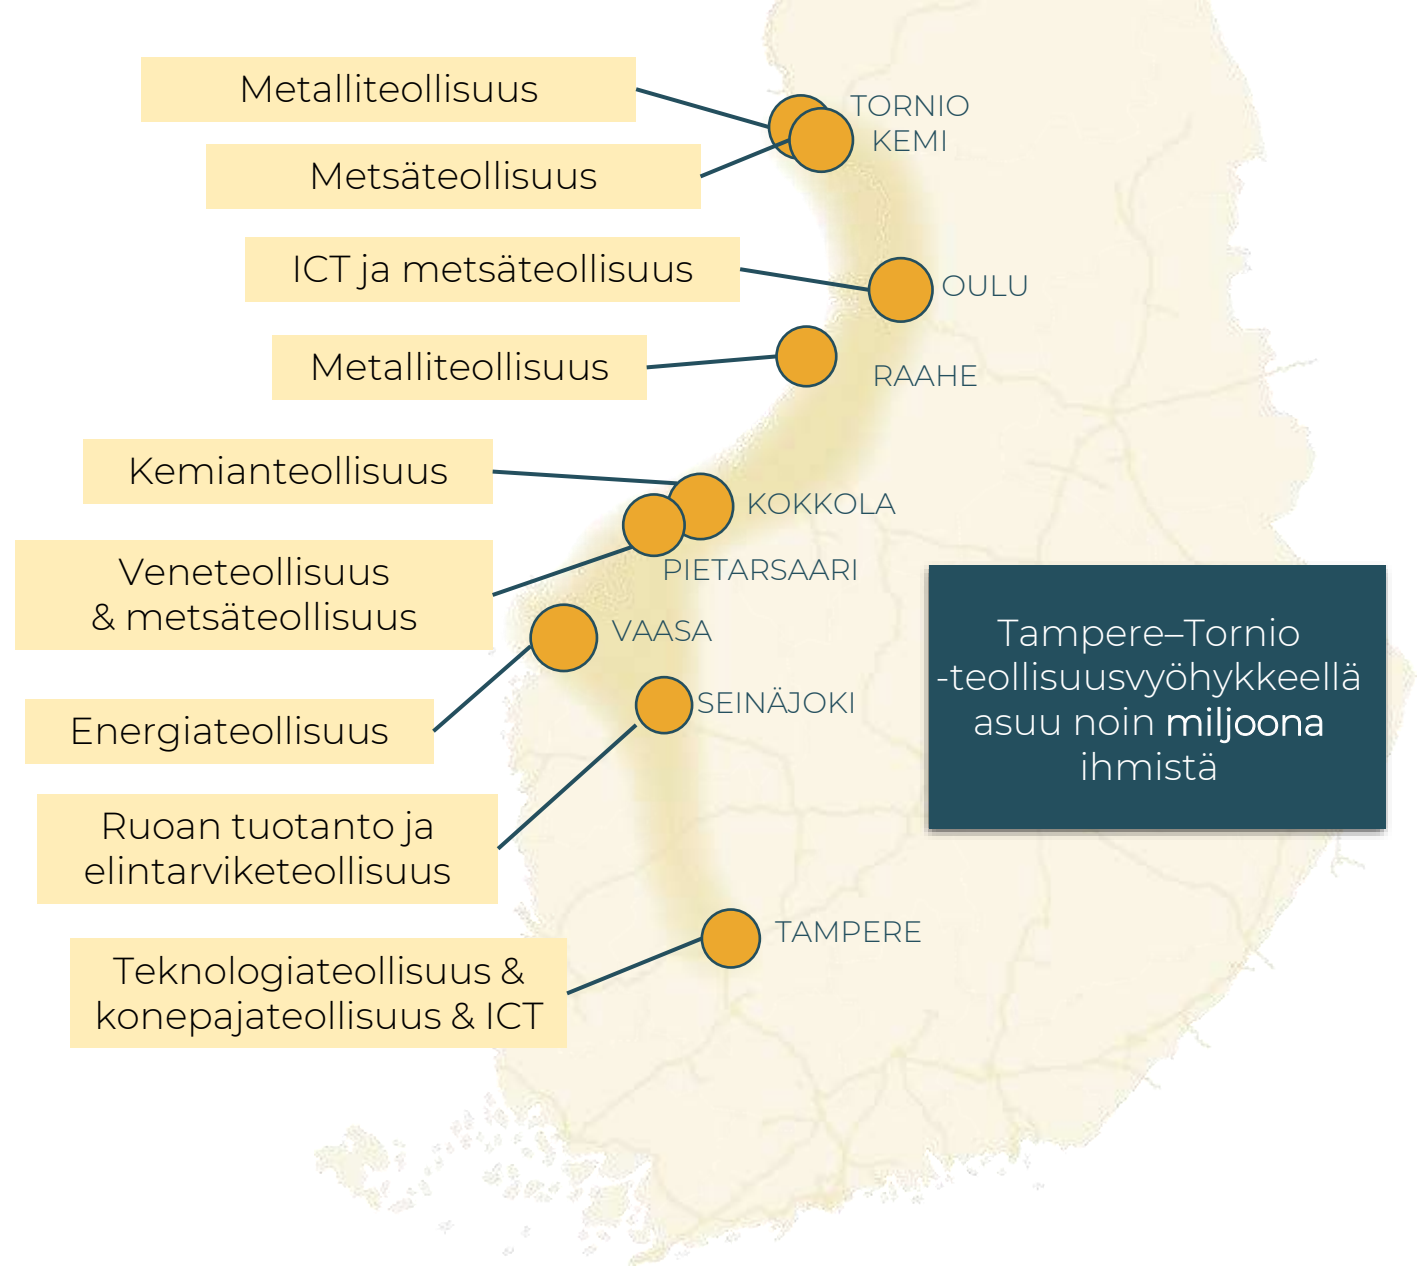 Metalliteollisuus
TORNIO
KEMI
Metsäteollisuus
ICT ja metsäteollisuus
OULU
Metalliteollisuus
RAAHE
Kemianteollisuus
KOKKOLA
Veneteollisuus
& metsäteollisuus
PIETARSAARI
VAASA
Energiateollisuus
SEINÄJOKI
Ruoan tuotanto ja
elintarviketeollisuus
Teknologiateollisuus &
konepajateollisuus & ICT
TAMPERE
Tampere–Tornio
-teollisuusvyöhykkeellä
asuu noin miljoona
ihmistä